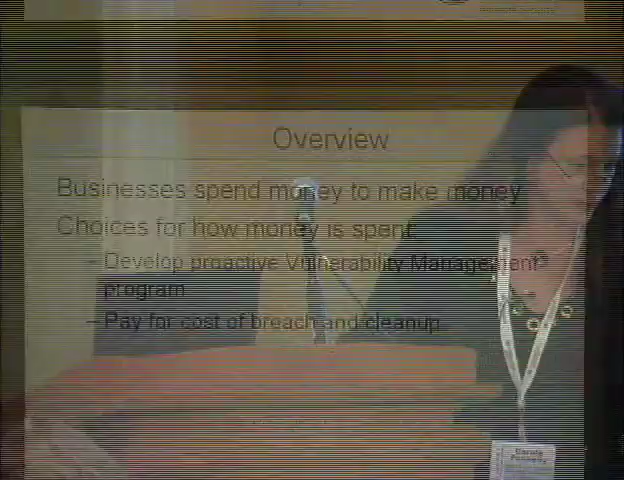 Overview
Businesses spend money to make money
Choices for how money is spent:
– Develop proactive Vulnerability Management
program
– Pay for cost of breach and cleanup